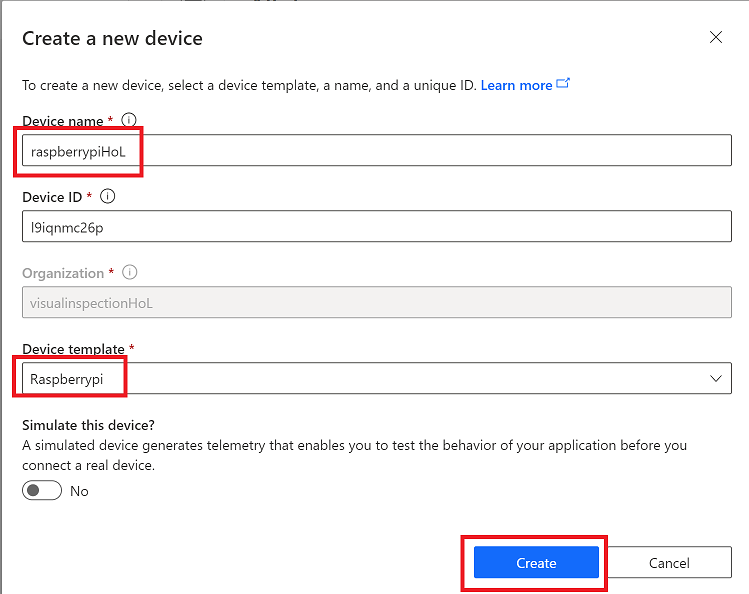 Create a new device
To create a new device, select a device template, a name, and a unique ID. Learn more
Device name *
raspberrypiHoL
Device ID *
l9iqnmc26p
Organization *
visualinspectionHoL
Device template *
Raspberrypi
Simulate this device?
A simulated device generates telemetry that enables you to test the behavior of your application before you
connect a real device.
No
Create Cancel